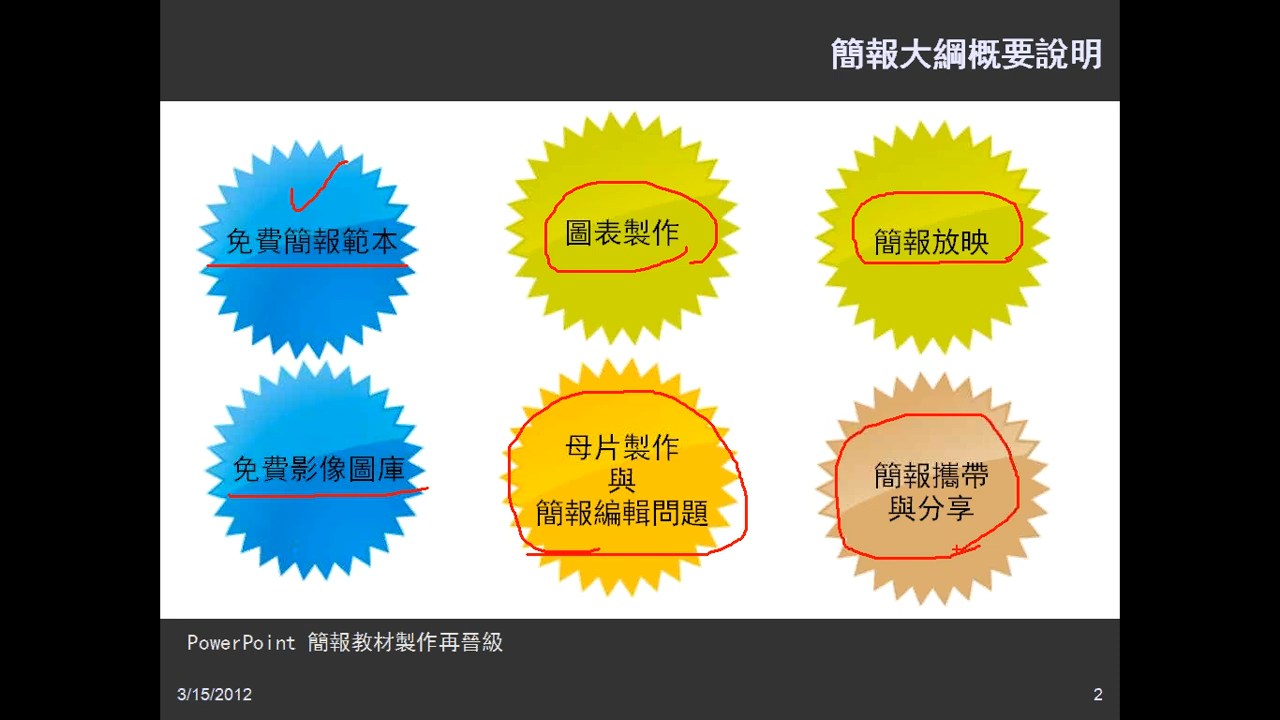 簡報大綱概要說明
免費簡報範本
圖表製作
簡報放映
免費影像圖庫
母片製作
與
簡報編輯問題
簡報攜帶
與分享
PowerPoint 簡報教材製作再晉級
3/15/2012
2